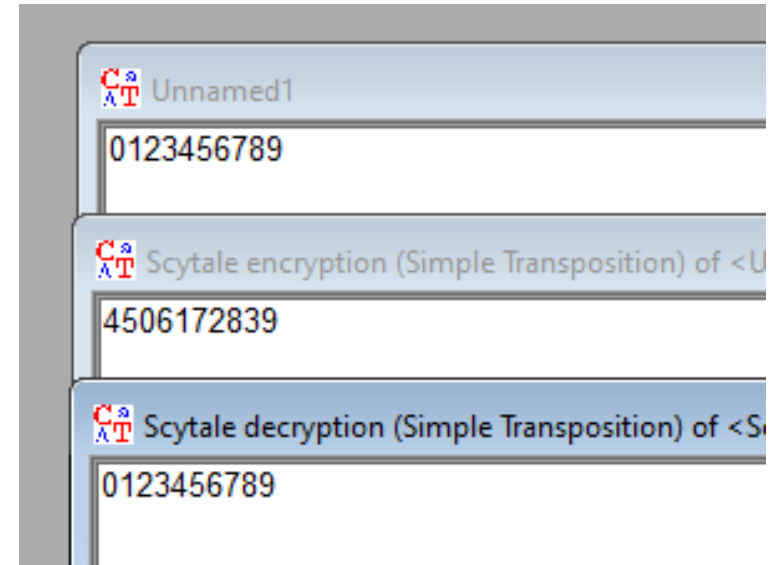 Unnamed1
0123456789
Scytale encryption (Simple Transposition) of <U
4506172839
Scytale decryption (Simple Transposition) of <S
0123456789